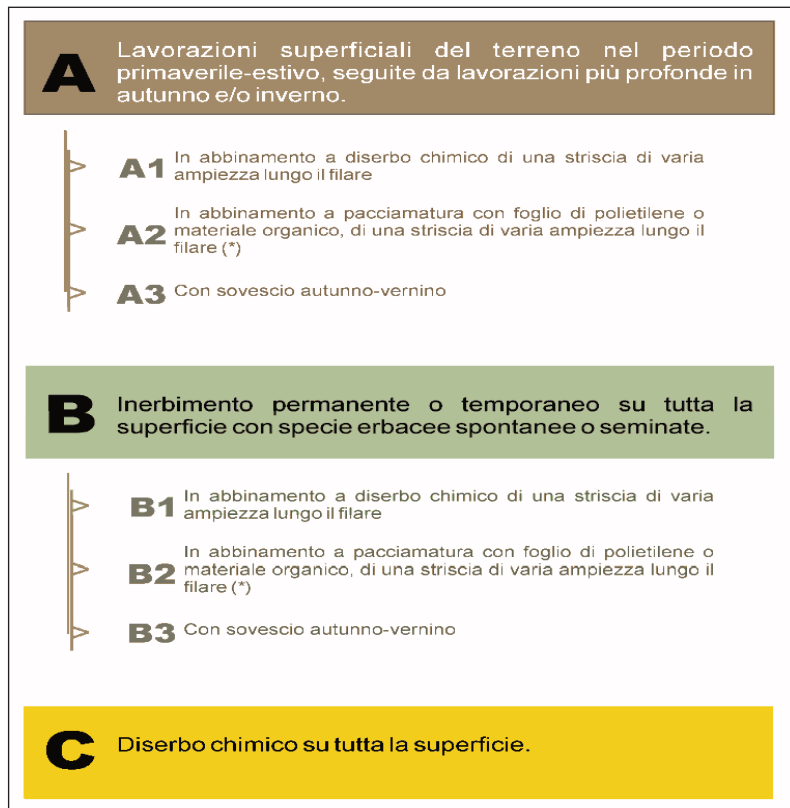 A
Lavorazioni superficiali del terreno nel periodo
primaverile-estivo, seguite da lavorazioni più profonde in
autunno e/o inverno.
A1 In abbinamento a diserbo chimico di una striscia di varia
ampiezza lungo il filare
A2 In abbinamento a pacciamatura con foglio di polietilene o
materiale organico, di una striscia di varia ampiezza lungo il
filare (*)
A3 Con sovescio autunno-vernino
B
Inerbimento permanente o temporaneo su tutta la
superficie con specie erbacee spontanee o seminate.
B1 In abbinamento a diserbo chimico di una striscia di varia
ampiezza lungo il filare
B2 In abbinamento a pacciamatura con foglio di polietilene o
materiale organico, di una striscia di varia ampiezza lungo il
filare (*)
B3 Con sovescio autunno-vernino
C Diserbo chimico su tutta la superficie.